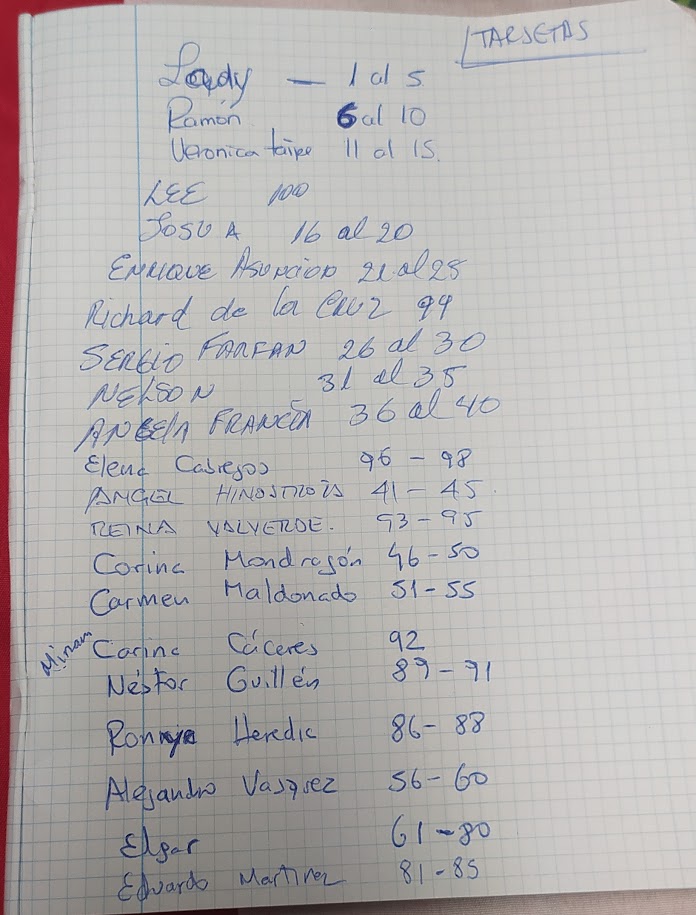 TARJETAS
Lady — 1 al 5
Ramón 6 al 10
Veronica taipe 11 al 15.
LEE 100
JOSUA 16 al 20
ENRIQUE ASUNCION 21 al 25
Richard de la CRUZ 99
SERGIO FARFAN 26 al 30
NELSON 31 al 35
ANGELA FRANCIA 36 al 40
Elena Cabrejos 96 - 98
ANGEL HINOSTROZA 41 - 45
REINA VALVERDE. 93 - 95
Corina Mondragón 46 - 50
Carmen Maldonado 51 - 55
Minam Carina Cáceres 92
Néstor Guillén 89 - 91
Heredia 86 - 88
Alejandro Vasquez 56 - 60
Elgar 61 - 80
Eduardo Martinez 81 - 85